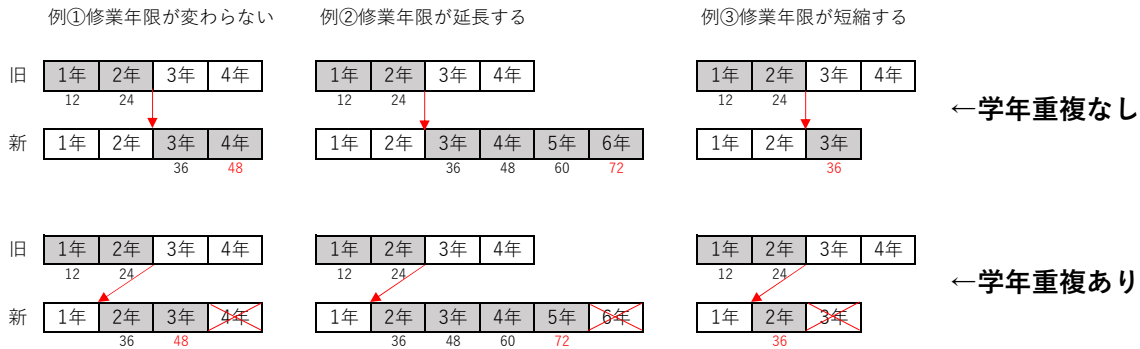 例①修業年限が変わらない 例②修業年限が延長する 例③修業年限が短縮する
旧 1年 2年 3年 4年 1年 2年 3年 4年 1年 2年 3年 4年
12 24 12 24 12 24
←学年重複なし
新 1年 2年 3年 4年 1年 2年 3年 4年 5年 6年 1年 2年 3年
36 48 36 48 60 72 36
旧 1年 2年 3年 4年 1年 2年 3年 4年 1年 2年 3年 4年
12 24 12 24 12 24
←学年重複あり
新 1年 2年 3年 4年 1年 2年 3年 4年 5年 6年 1年 2年 3年
36 48 36 48 60 72 36